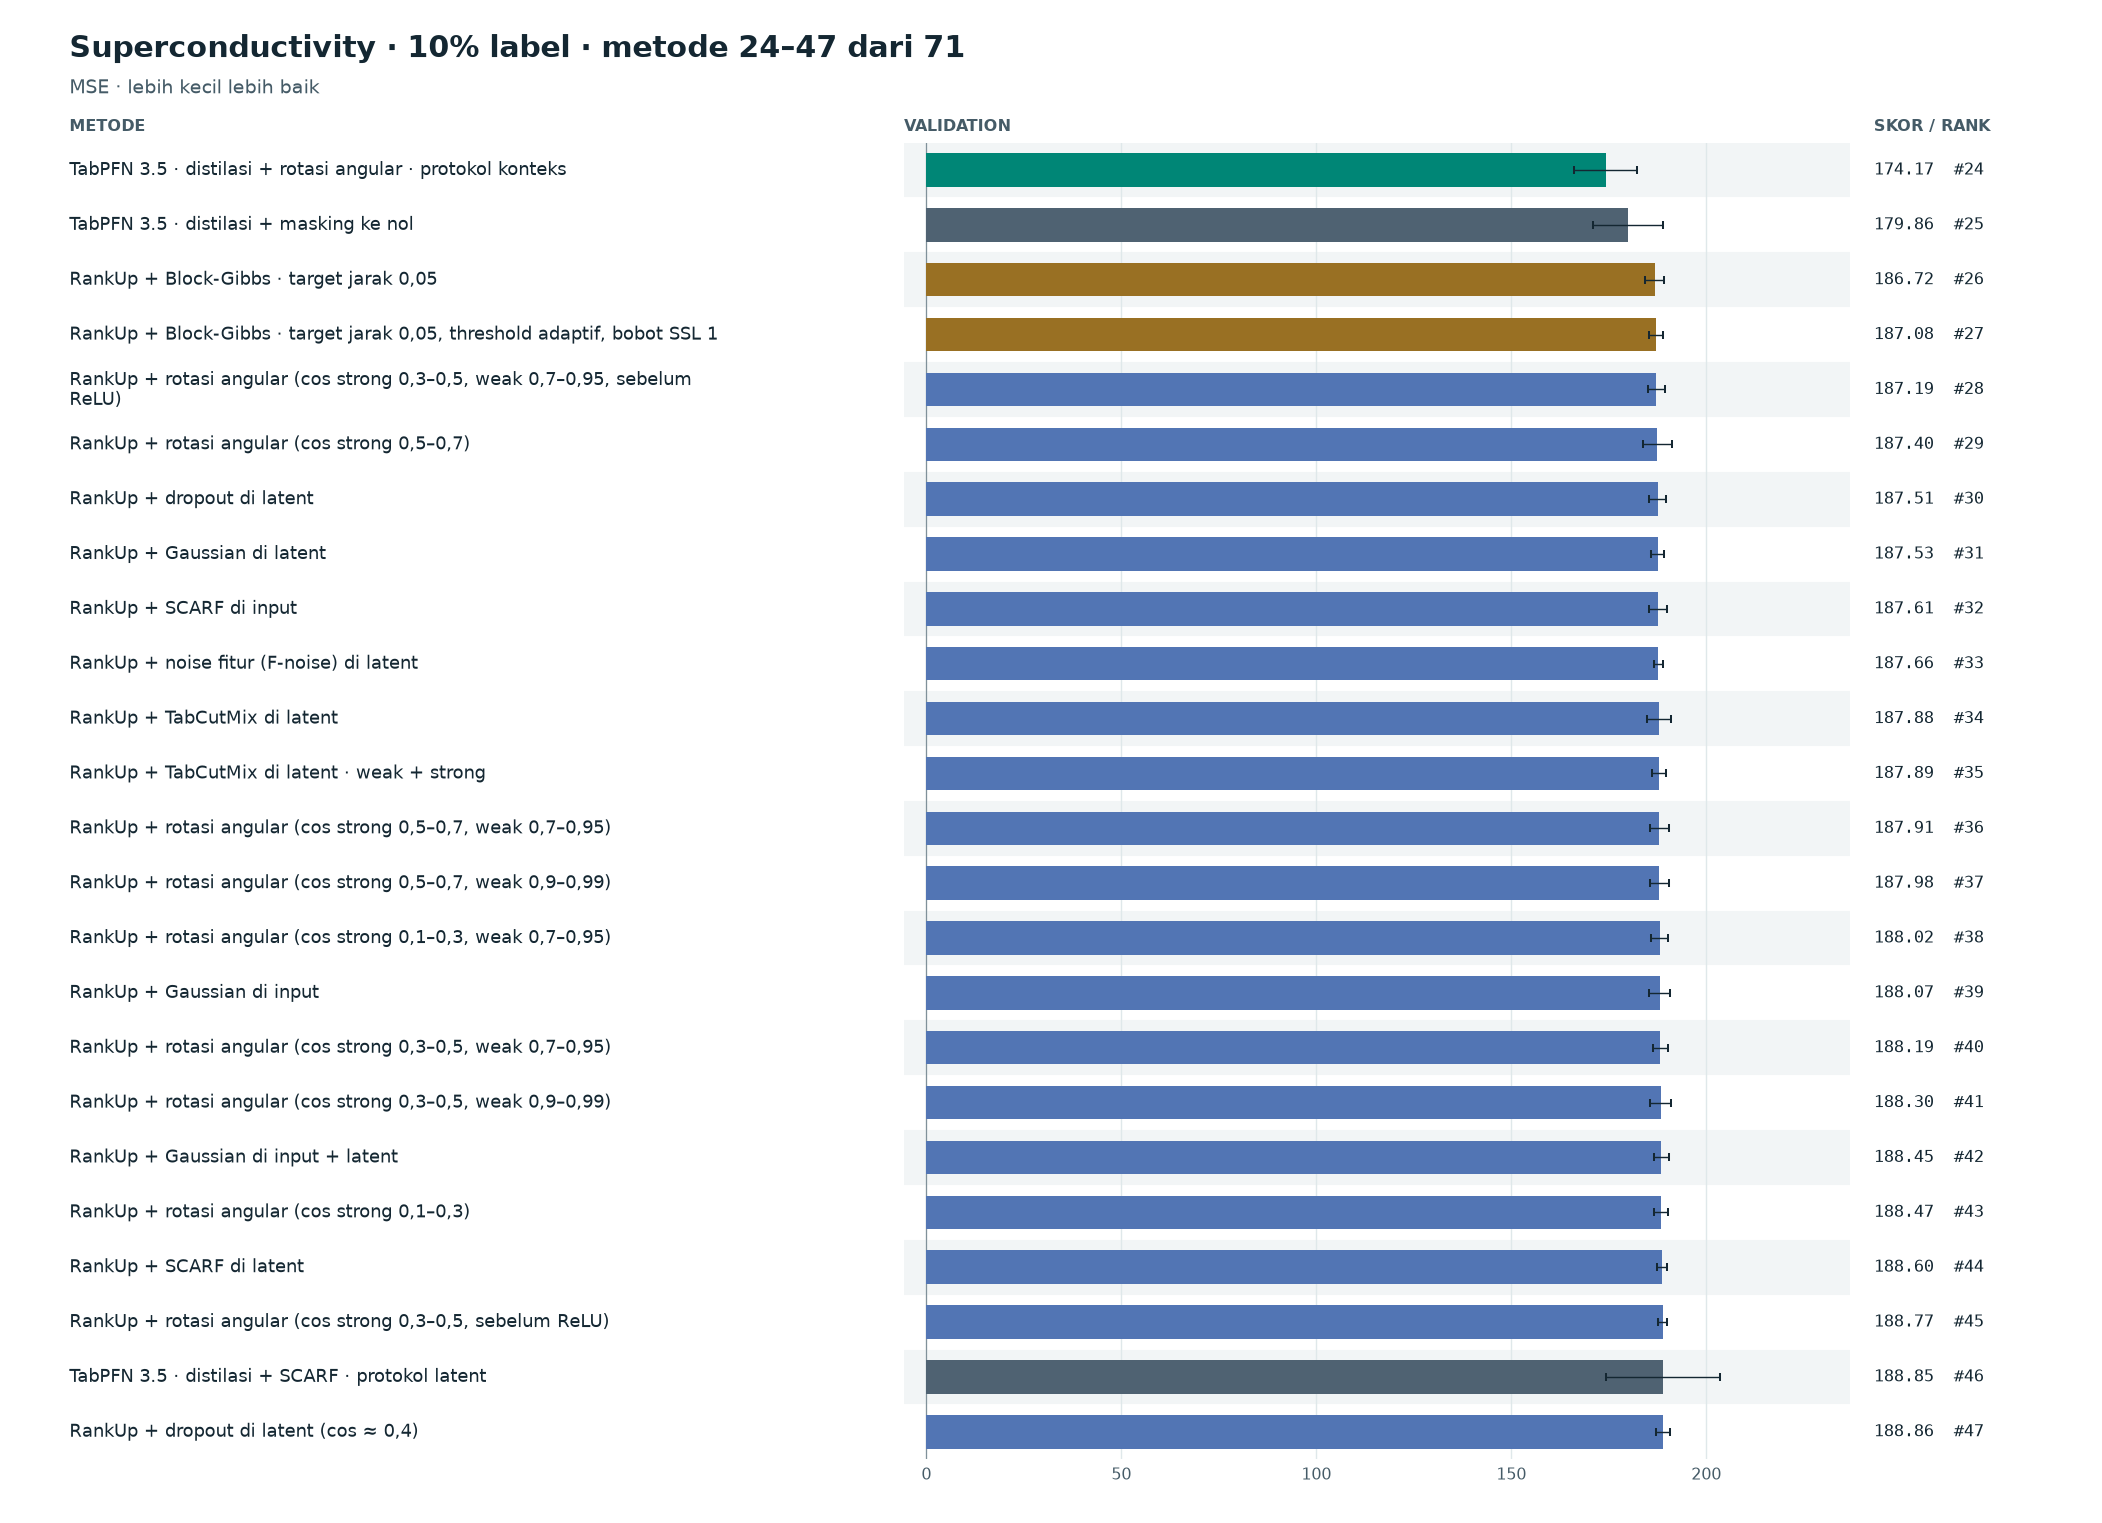 Superconductivity · 10% label · metode 24–47 dari 71
MSE · lebih kecil lebih baik
METODE VALIDATION SKOR / RANK
TabPFN 3.5 · distilasi + rotasi angular · protokol konteks 174.17 #24
TabPFN 3.5 · distilasi + masking ke nol 179.86 #25
RankUp + Block-Gibbs · target jarak 0,05 186.72 #26
RankUp + Block-Gibbs · target jarak 0,05, threshold adaptif, bobot SSL 1 187.08 #27
RankUp + rotasi angular (cos strong 0,3–0,5, weak 0,7–0,95, sebelum
ReLU) 187.19 #28
RankUp + rotasi angular (cos strong 0,5–0,7) 187.40 #29
RankUp + dropout di latent 187.51 #30
RankUp + Gaussian di latent 187.53 #31
RankUp + SCARF di input 187.61 #32
RankUp + noise fitur (F-noise) di latent 187.66 #33
RankUp + TabCutMix di latent 187.88 #34
RankUp + TabCutMix di latent · weak + strong 187.89 #35
RankUp + rotasi angular (cos strong 0,5–0,7, weak 0,7–0,95) 187.91 #36
RankUp + rotasi angular (cos strong 0,5–0,7, weak 0,9–0,99) 187.98 #37
RankUp + rotasi angular (cos strong 0,1–0,3, weak 0,7–0,95) 188.02 #38
RankUp + Gaussian di input 188.07 #39
RankUp + rotasi angular (cos strong 0,3–0,5, weak 0,7–0,95) 188.19 #40
RankUp + rotasi angular (cos strong 0,3–0,5, weak 0,9–0,99) 188.30 #41
RankUp + Gaussian di input + latent 188.45 #42
RankUp + rotasi angular (cos strong 0,1–0,3) 188.47 #43
RankUp + SCARF di latent 188.60 #44
RankUp + rotasi angular (cos strong 0,3–0,5, sebelum ReLU) 188.77 #45
TabPFN 3.5 · distilasi + SCARF · protokol latent 188.85 #46
RankUp + dropout di latent (cos ≈ 0,4) 188.86 #47
0 50 100 150 200